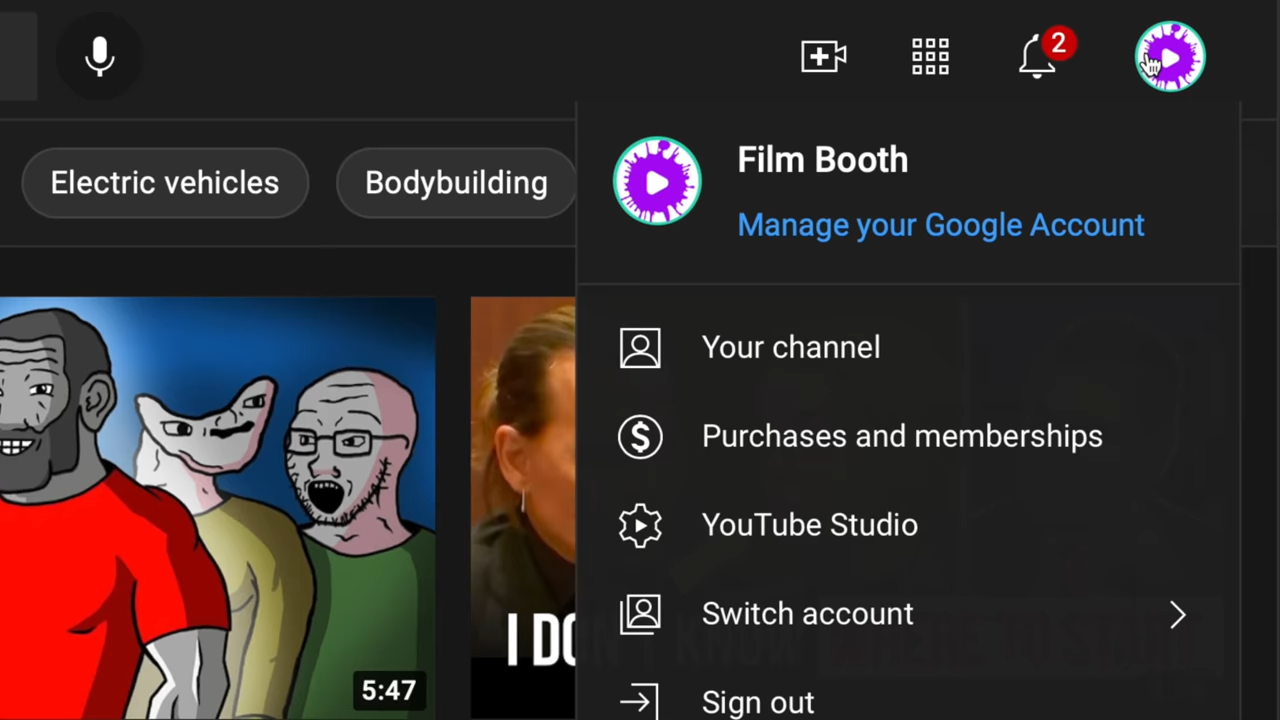 2
Film Booth
Manage your Google Account
Electric vehicles
Bodybuilding
Your channel
Purchases and memberships
YouTube Studio
Switch account
Sign out
5:47
I DO